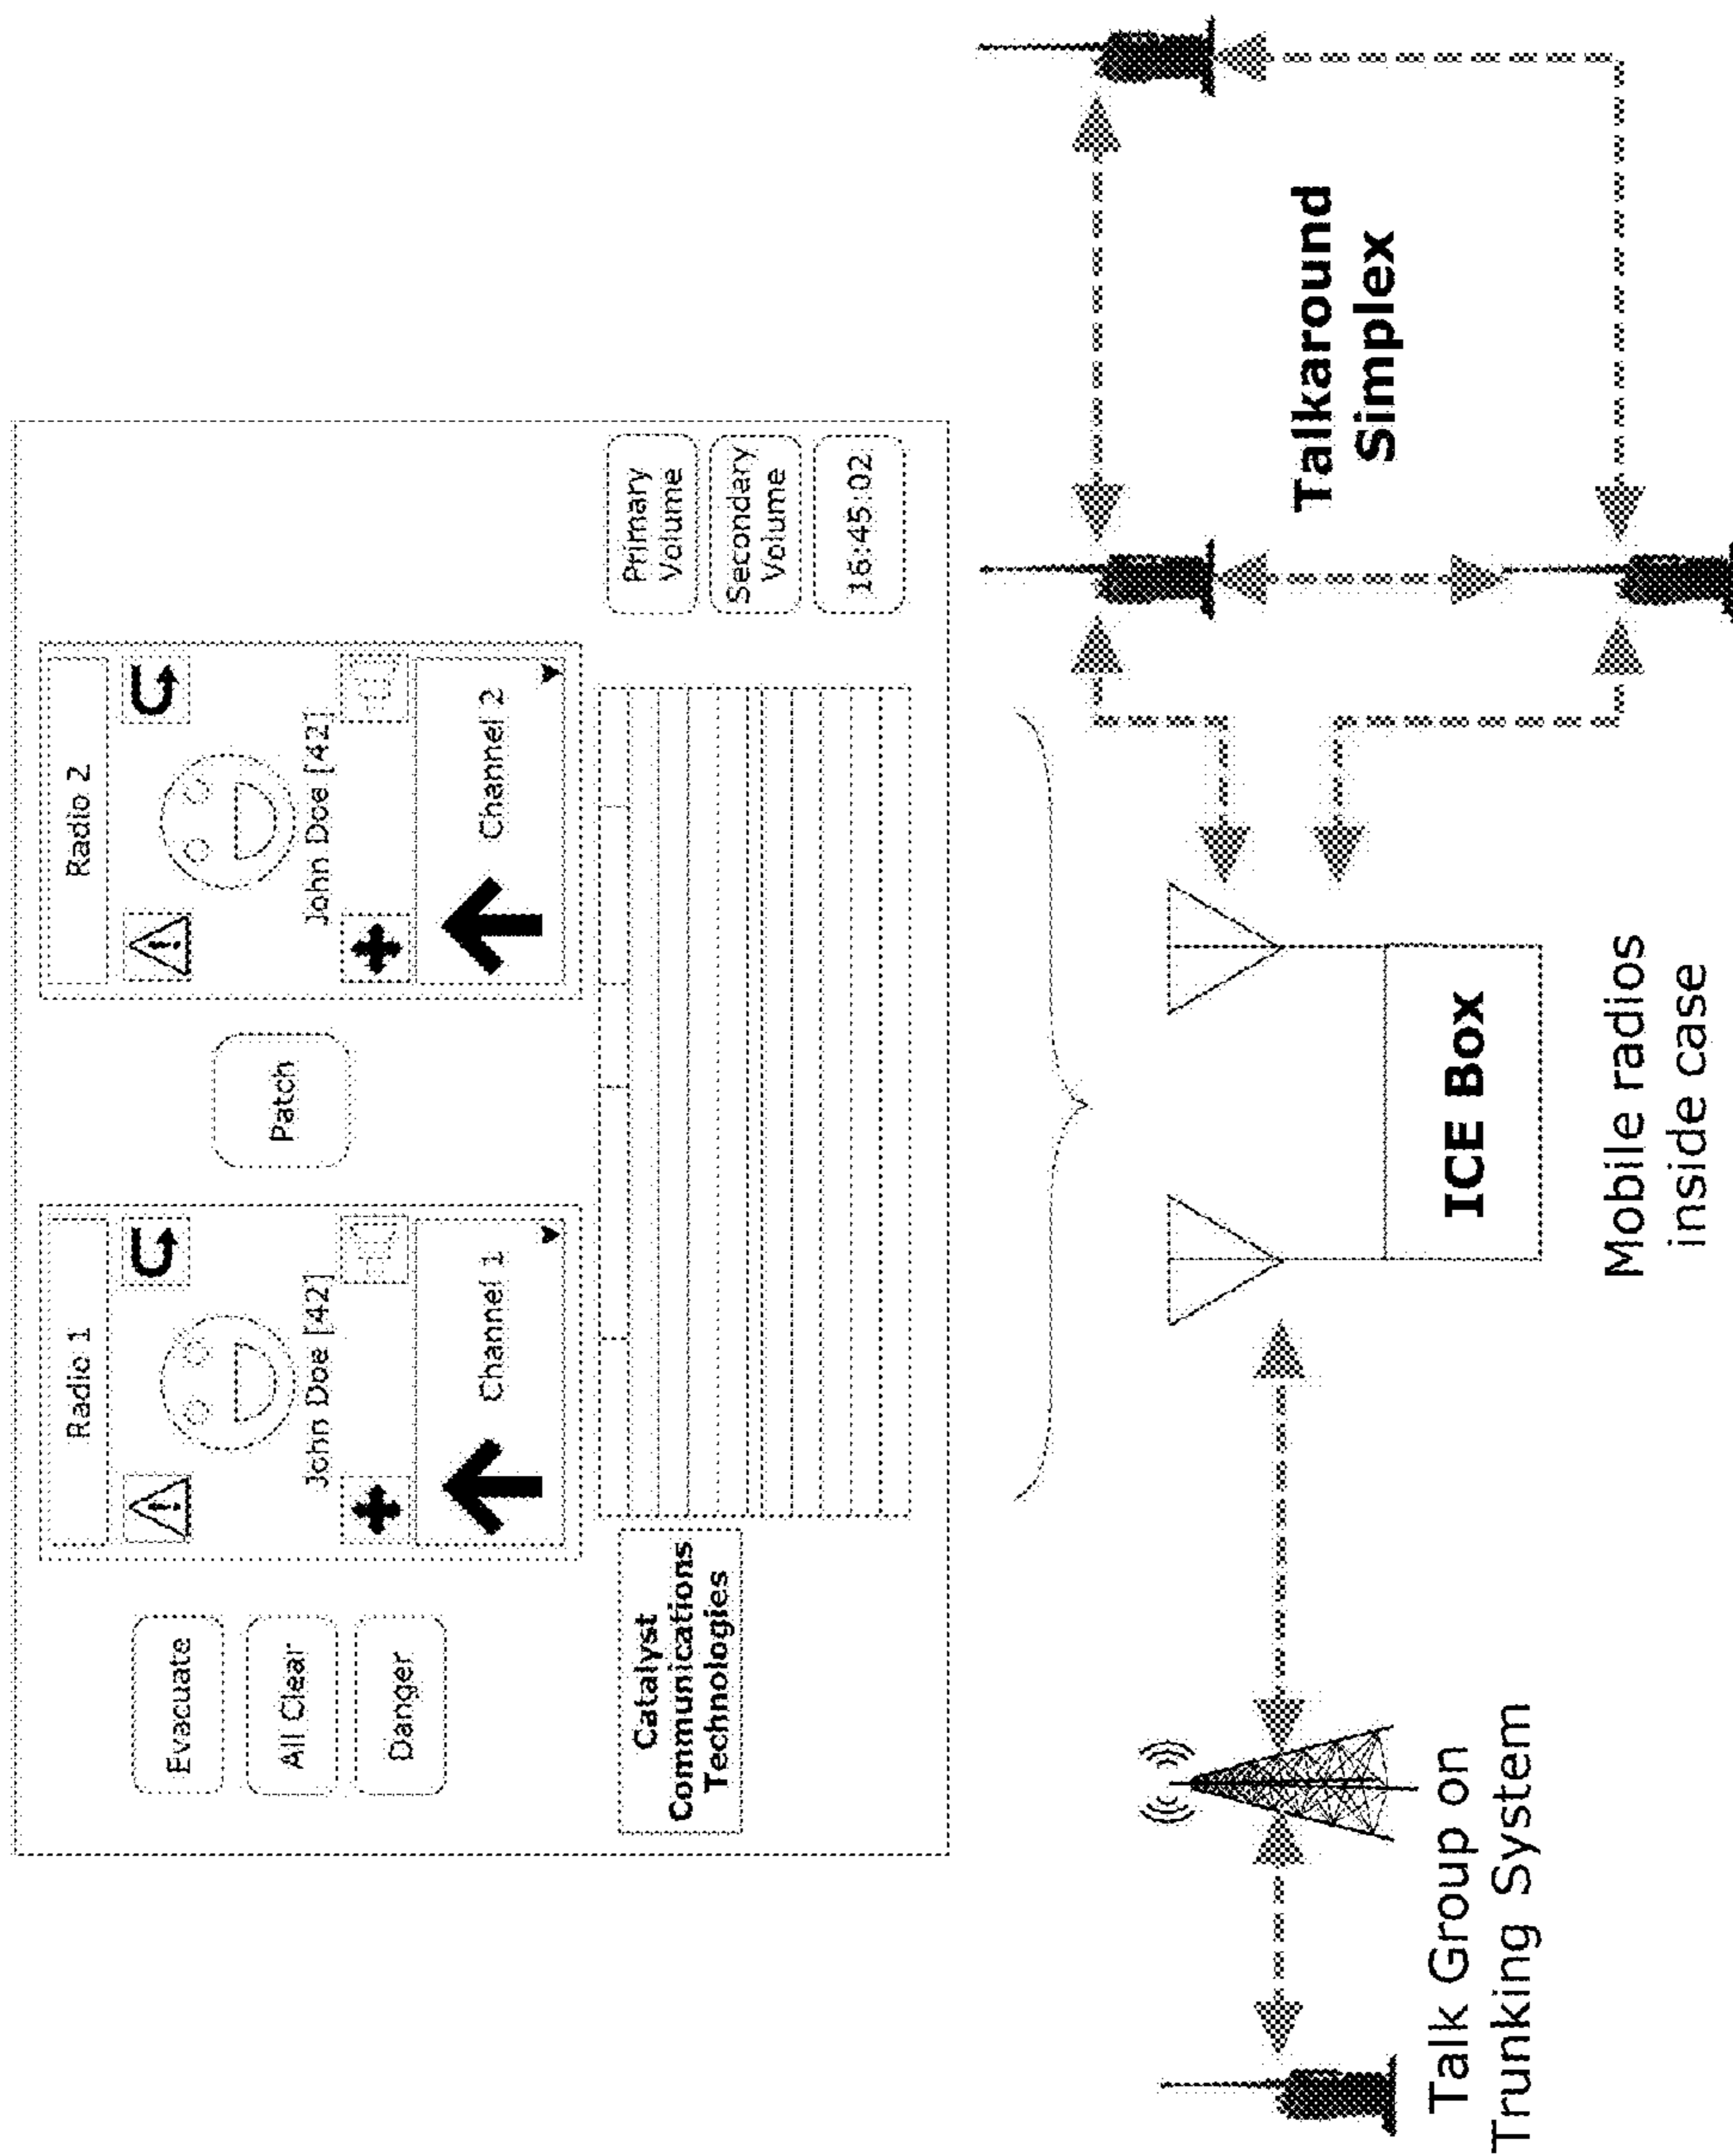 Evacuate
All Clear
Danger
Radio 1
John Doe [42]
Channel 1
Patch
Radio 2
John Doe [42]
Channel 2
Catalyst
Communications
Technologies
Primary
Volume
Secondary
Volume
16:45:02
Talk Group on
Trunking System
ICE Box
Mobile radios
inside case
Talkaround
Simplex